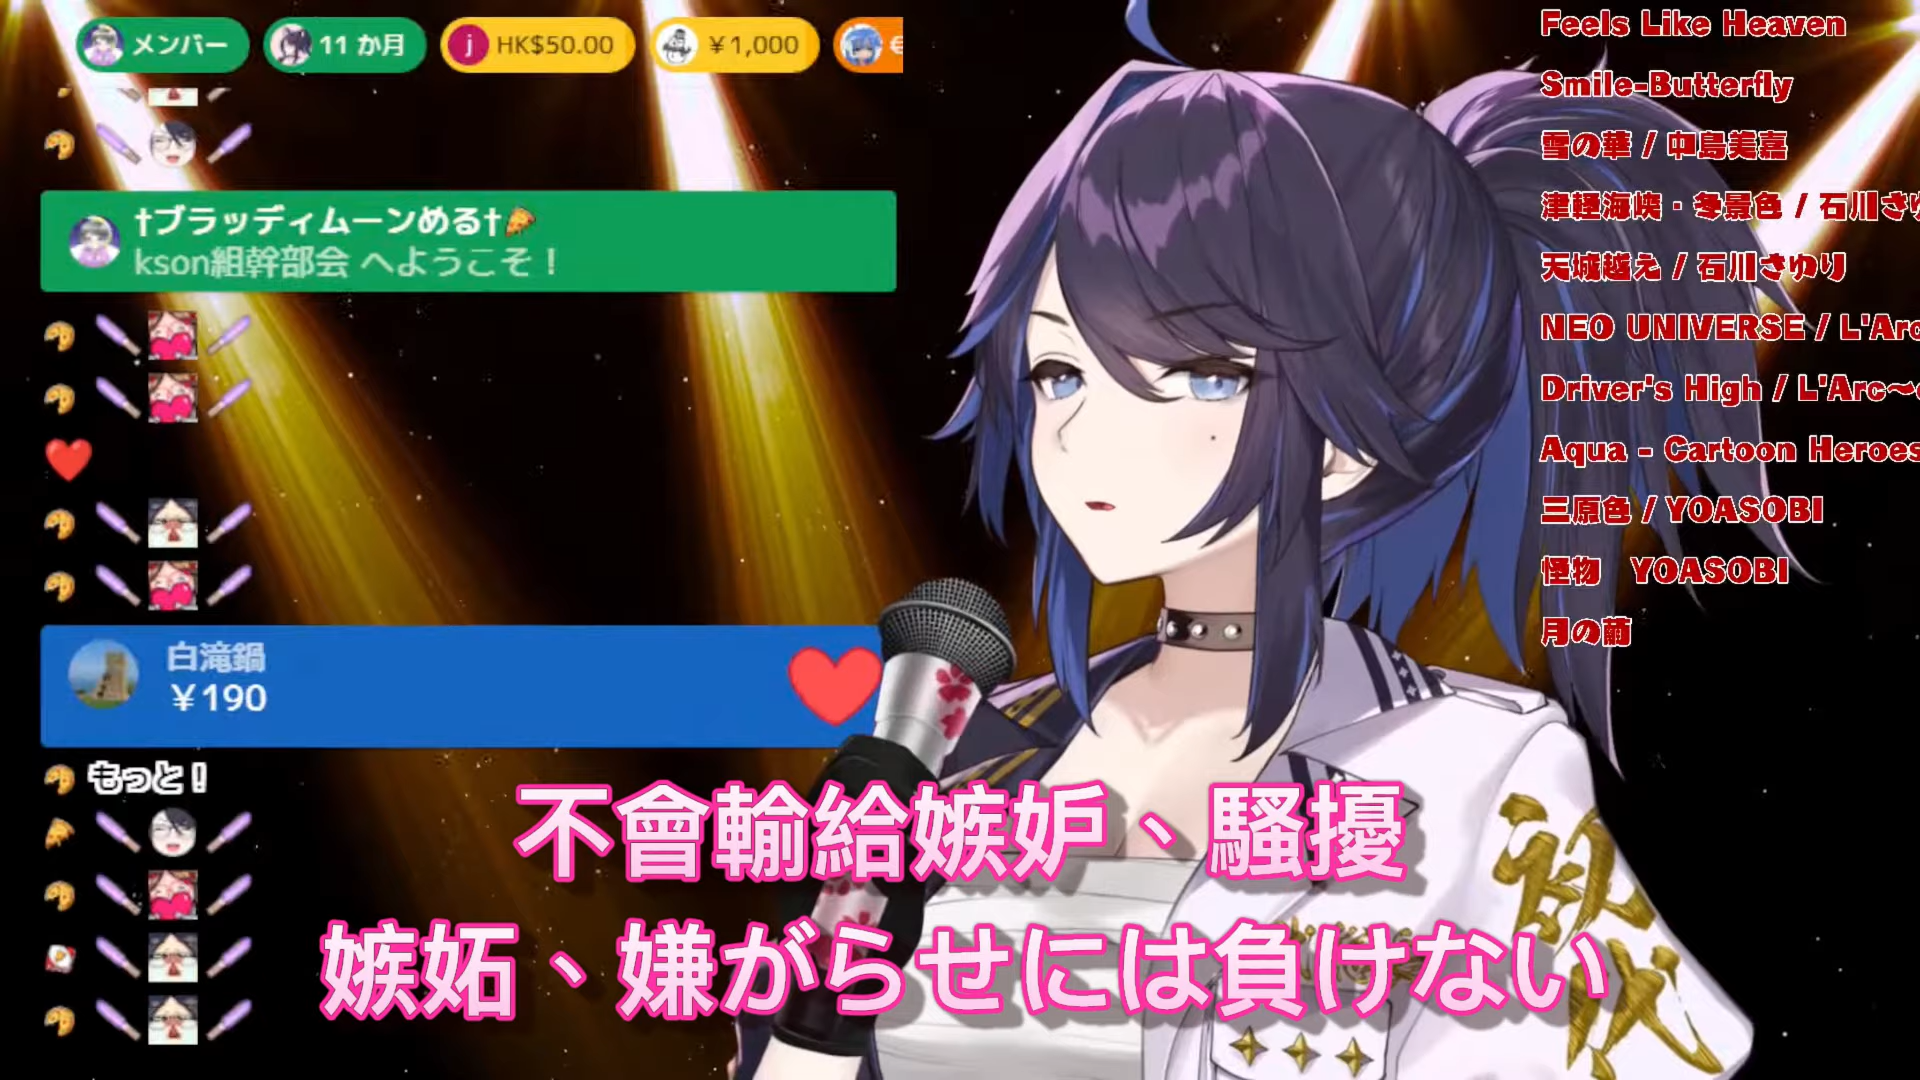 メンバー
11 か月
j
HK$50.00
￥1,000
†ブラッディムーンめる†
kson組幹部会 へようこそ！
白滝鍋
￥190
もっと！
Feels Like Heaven
Smile-Butterfly
雪の華 / 中島美嘉
津軽海峡・冬景色 / 石川さゆ
天城越え / 石川さゆり
NEO UNIVERSE / L'Arc
Driver's High / L'Arc〜
Aqua - Cartoon Heroes
三原色 / YOASOBI
怪物　YOASOBI
月の繭
不會輸給嫉妒、騷擾
嫉妬、嫌がらせには負けない